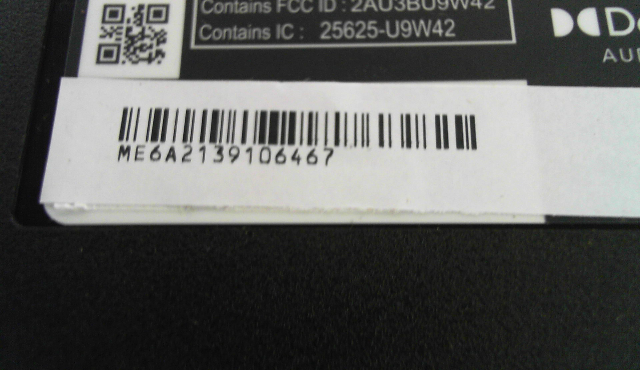 Contains FCC ID : 2AU3BU9W42
Contains IC : 25625-U9W42
ME6A2139106467